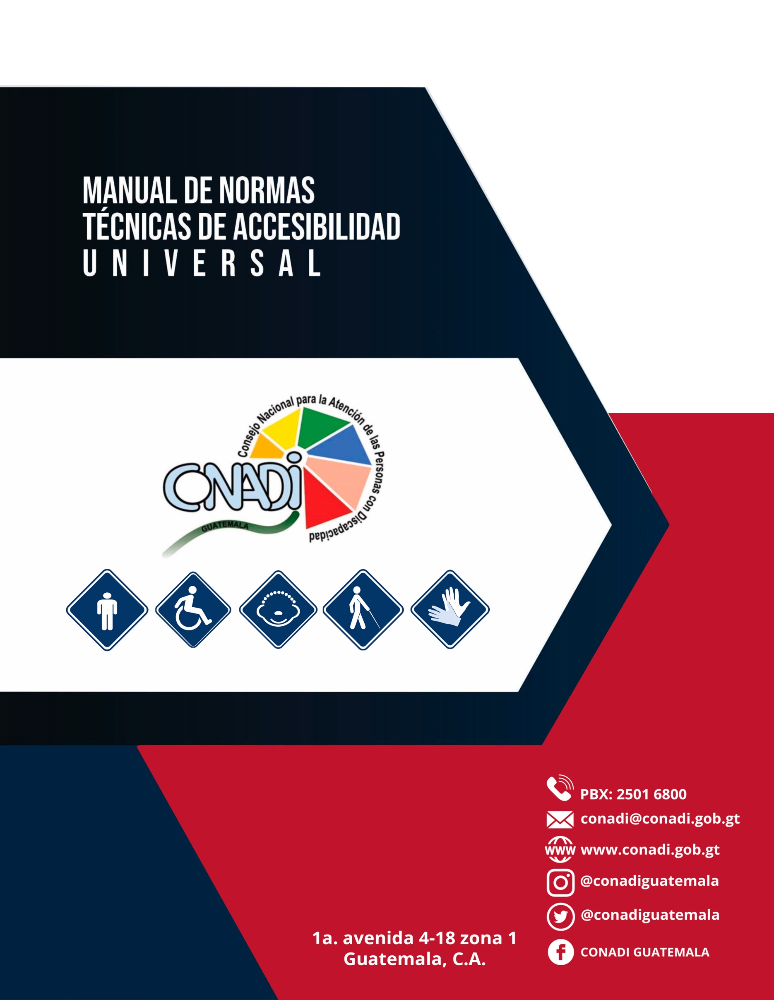 MANUAL DE NORMAS
TÉCNICAS DE ACCESIBILIDAD
UNIVERSAL
Consejo Nacional para la Atención de las Personas con Discapacidad
CONADi
GUATEMALA
PBX: 2501 6800
conadi@conadi.gob.gt
www www.conadi.gob.gt
@conadiguatemala
@conadiguatemala
CONADI GUATEMALA
1a. avenida 4-18 zona 1
Guatemala, C.A.